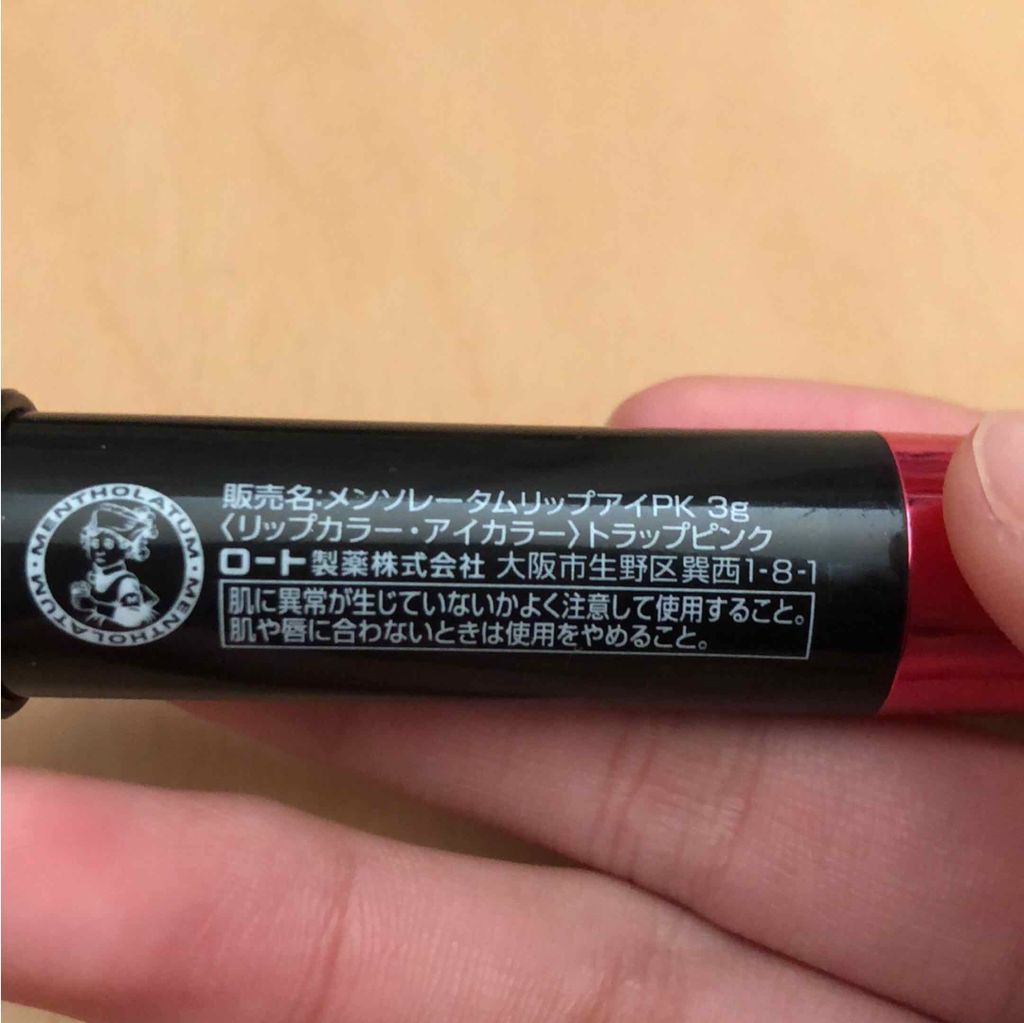 MENTHOLATUM・MENTHOLATUM・
販売名:メンソレータムリップアイPK 3g
〈リップカラー・アイカラー〉トラップピンク
ロート製薬株式会社 大阪市生野区巽西1-8-1
肌に異常が生じていないかよく注意して使用すること。
肌や唇に合わないときは使用をやめること。